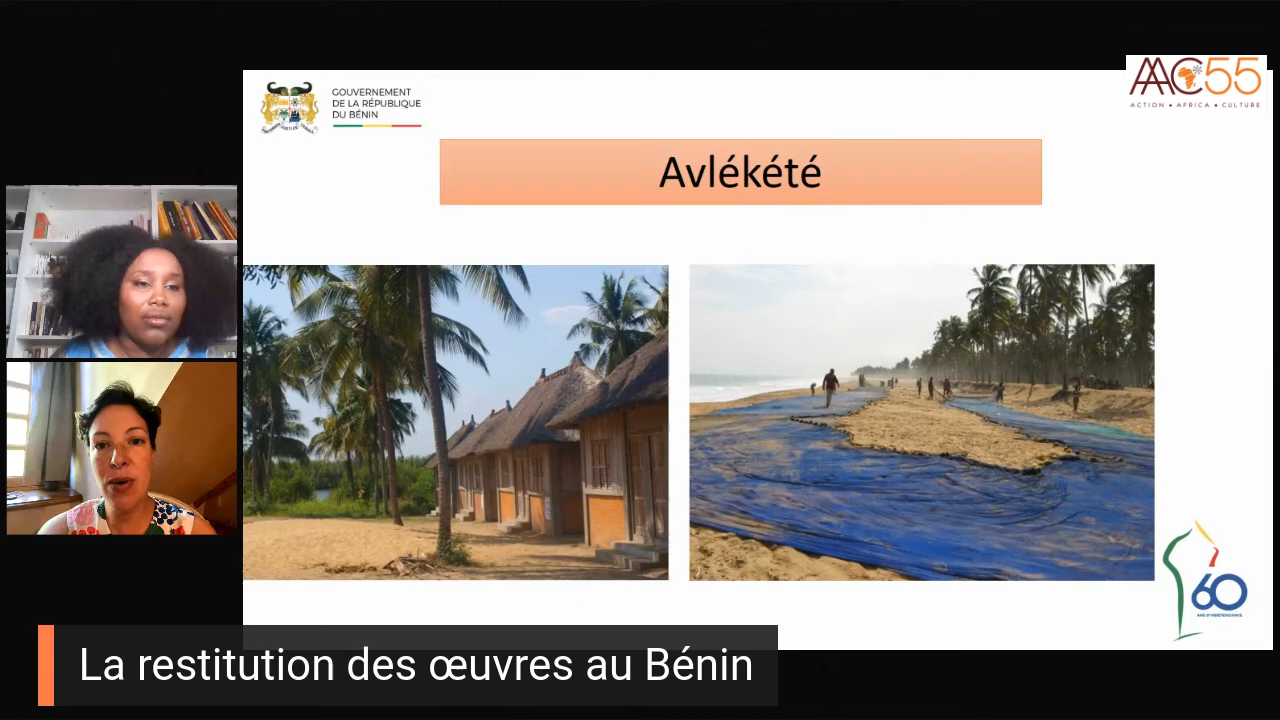 GOUVERNEMENT
DE LA RÉPUBLIQUE
DU BÉNIN
AAC55
ACTION • AFRICA • CULTURE
Avlékété
60
ANS D'INDÉPENDANCE
La restitution des œuvres au Bénin